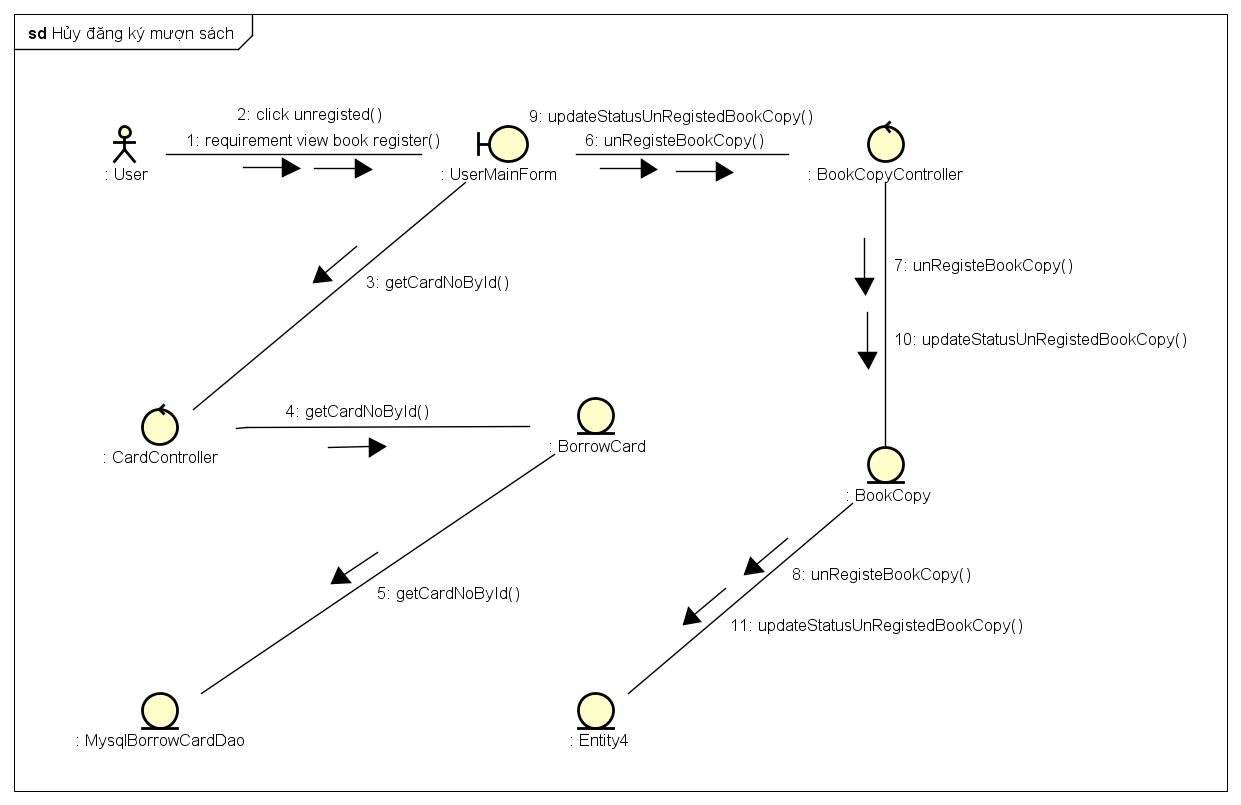 sd Hủy đăng ký mượn sách
2: click unregisted()
1: requirement view book register()
9: updateStatusUnRegistedBookCopy()
6: unRegisteBookCopy()
: User
: UserMainForm
: BookCopyController
7: unRegisteBookCopy()
3: getCardNoById()
10: updateStatusUnRegistedBookCopy()
4: getCardNoById()
: CardController
: BorrowCard
: BookCopy
8: unRegisteBookCopy()
5: getCardNoById()
11: updateStatusUnRegistedBookCopy()
: MysqlBorrowCardDao
: Entity4